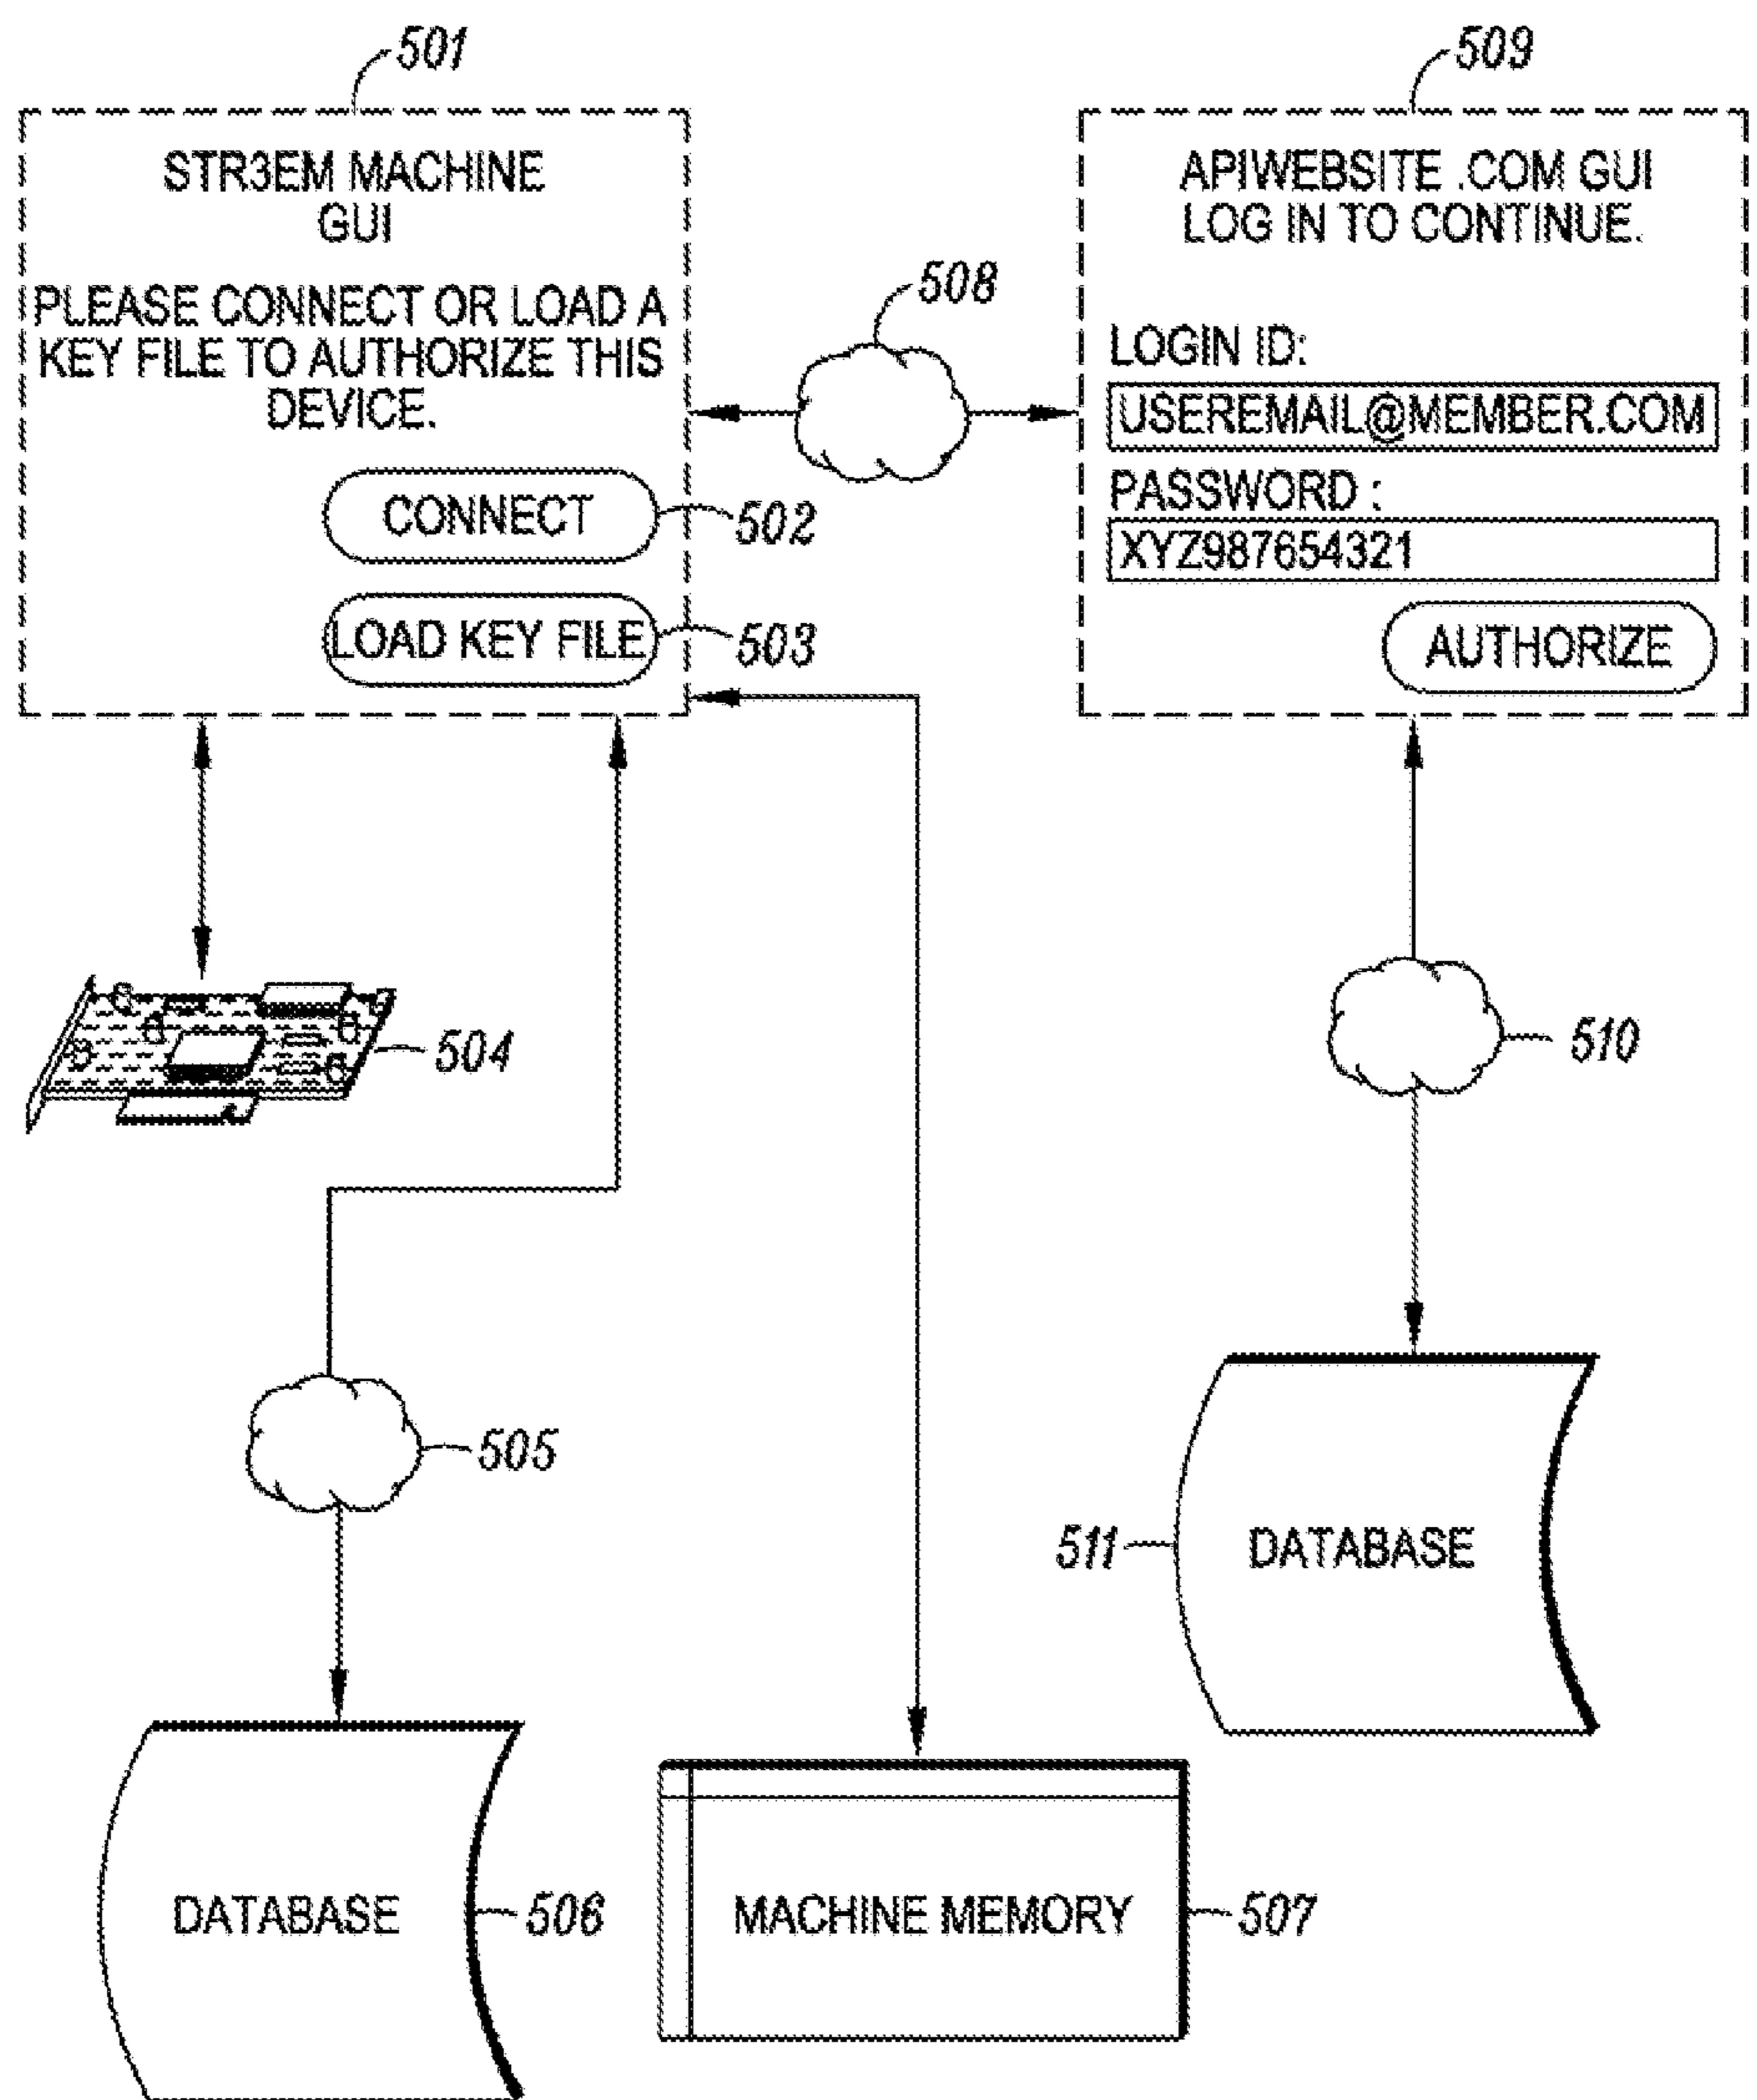 501
509
STR3EM MACHINE
GUI
PLEASE CONNECT OR LOAD A
KEY FILE TO AUTHORIZE THIS
DEVICE.
CONNECT
502
LOAD KEY FILE
503
508
APIWEBSITE .COM GUI
LOG IN TO CONTINUE.
LOGIN ID:
USEREMAIL@MEMBER.COM
PASSWORD :
XYZ987654321
AUTHORIZE
504
510
505
511
DATABASE
DATABASE
506
MACHINE MEMORY
507